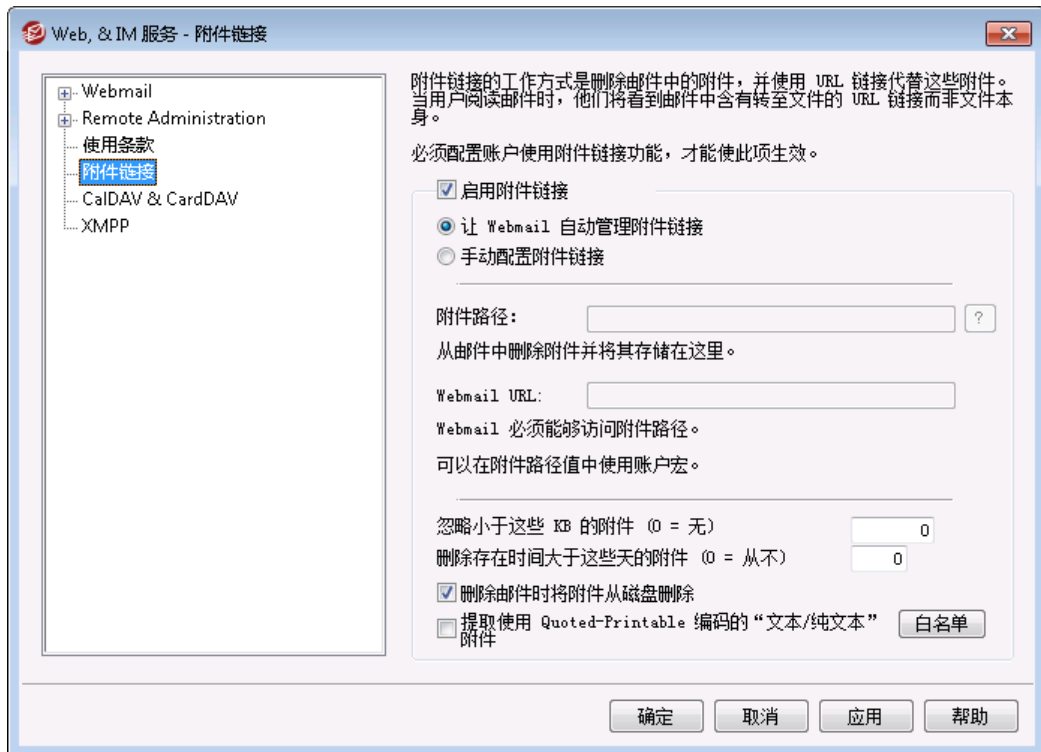 Web, & IM 服务 - 附件链接
Webmail
Remote Administration
使用条款
附件链接
CalDAV & CardDAV
XMPP
附件链接的工作方式是删除邮件中的附件，并使用 URL 链接代替这些附件。
当用户阅读邮件时，他们将看到邮件中含有转至文件的 URL 链接而非文件本
身。
必须配置账户使用附件链接功能，才能使此项生效。
启用附件链接
让 Webmail 自动管理附件链接
手动配置附件链接
附件路径：
?
从邮件中删除附件并将其存储在这里。
Webmail URL:
Webmail 必须能够访问附件路径。
可以在附件路径值中使用账户宏。
忽略小于这些 KB 的附件 (0 = 无)
0
删除存在时间大于这些天的附件 (0 = 从不)
0
删除邮件时将附件从磁盘删除
提取使用 Quoted-Printable 编码的“文本/纯文本”
附件
白名单
确定
取消
应用
帮助